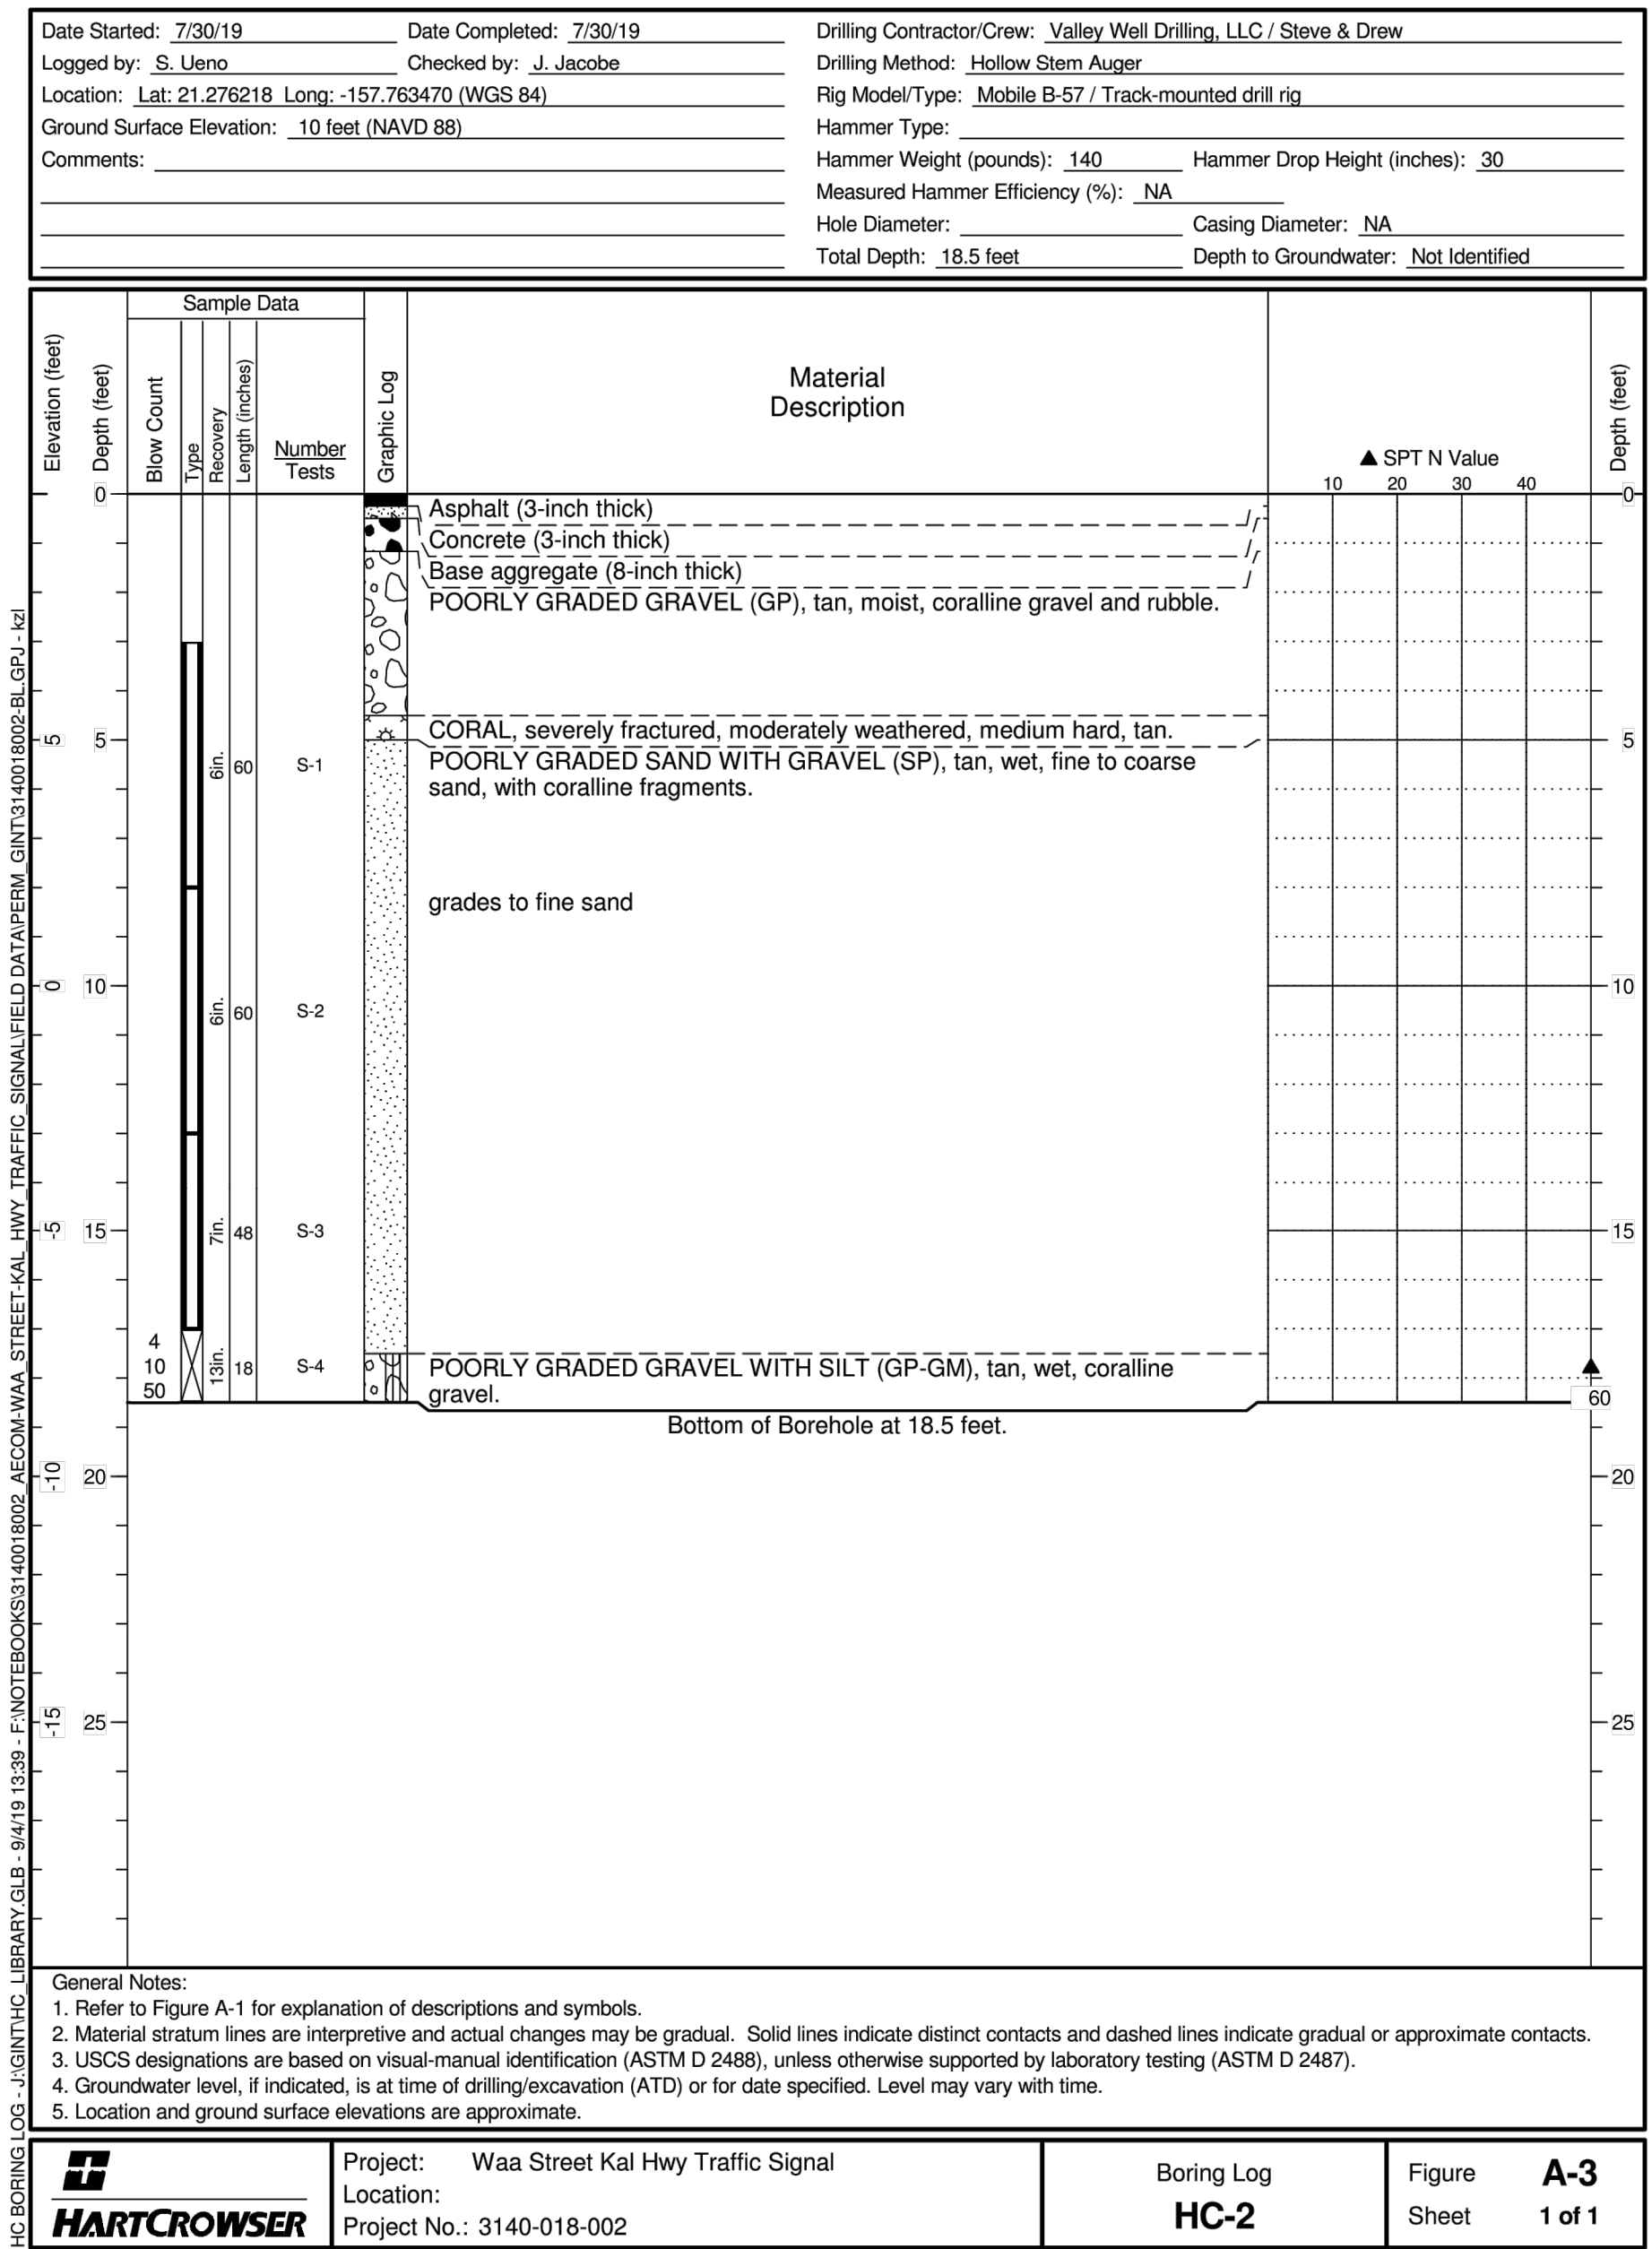 Date Started: 7/30/19 Date Completed: 7/30/19
Logged by: S. Ueno Checked by: J. Jacobe
Location: Lat: 21.276218 Long: -157.763470 (WGS 84)
Ground Surface Elevation: 10 feet (NAVD 88)
Comments:
Drilling Contractor/Crew: Valley Well Drilling, LLC / Steve & Drew
Drilling Method: Hollow Stem Auger
Rig Model/Type: Mobile B-57 / Track-mounted drill rig
Hammer Type:
Hammer Weight (pounds): 140 Hammer Drop Height (inches): 30
Measured Hammer Efficiency (%): NA
Hole Diameter: Casing Diameter: NA
Total Depth: 18.5 feet Depth to Groundwater: Not Identified
Elevation (feet)
Depth (feet)
Sample Data
Blow Count
Type
Recovery
Length (inches)
Number
Tests
Graphic Log
Material
Description
▲ SPT N Value
10 20 30 40
Depth (feet)
0 0
Asphalt (3-inch thick)
Concrete (3-inch thick)
Base aggregate (8-inch thick)
POORLY GRADED GRAVEL (GP), tan, moist, coralline gravel and rubble.
CORAL, severely fractured, moderately weathered, medium hard, tan.
5 5 5
POORLY GRADED SAND WITH GRAVEL (SP), tan, wet, fine to coarse
sand, with coralline fragments.
6in. 60 S-1
grades to fine sand
0 10 10
6in. 60 S-2
-5 15 7in. 48 S-3 15
4
10
50
13in. 18 S-4
POORLY GRADED GRAVEL WITH SILT (GP-GM), tan, wet, coralline
gravel.
60
Bottom of Borehole at 18.5 feet.
-10 20 20
-15 25 25
General Notes:
1. Refer to Figure A-1 for explanation of descriptions and symbols.
2. Material stratum lines are interpretive and actual changes may be gradual. Solid lines indicate distinct contacts and dashed lines indicate gradual or approximate contacts.
3. USCS designations are based on visual-manual identification (ASTM D 2488), unless otherwise supported by laboratory testing (ASTM D 2487).
4. Groundwater level, if indicated, is at time of drilling/excavation (ATD) or for date specified. Level may vary with time.
5. Location and ground surface elevations are approximate.
HC BORING LOG - J:\GINT\HC_LIBRARY.GLB - 9/4/19 13:39 - F:\NOTEBOOKS\3140018002_AECOM-WAA_STREET-KAL_HWY_TRAFFIC_SIGNAL\FIELD DATA\PERM_GINT\3140018002-BL.GPJ - kzl
HARTCROWSER
Project: Waa Street Kal Hwy Traffic Signal
Location:
Project No.: 3140-018-002
Boring Log
HC-2
Figure A-3
Sheet 1 of 1